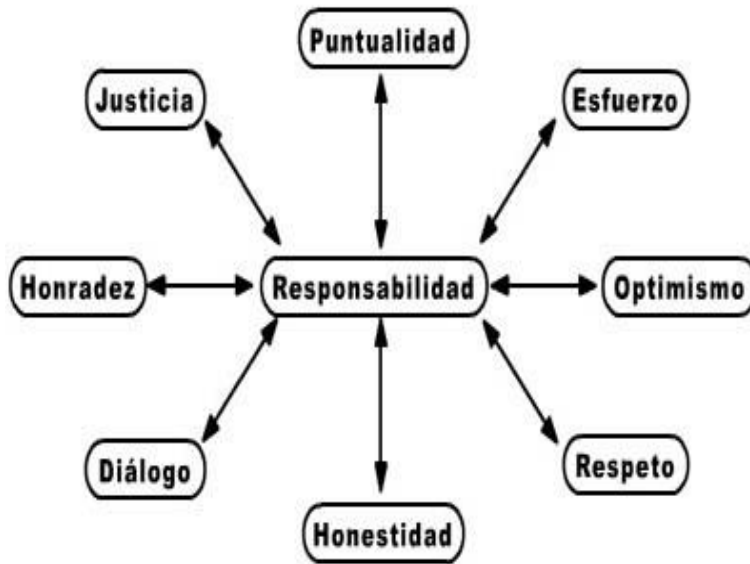 Puntualidad
Justicia
Esfuerzo
Honradez
Responsabilidad
Optimismo
Diálogo
Respeto
Honestidad